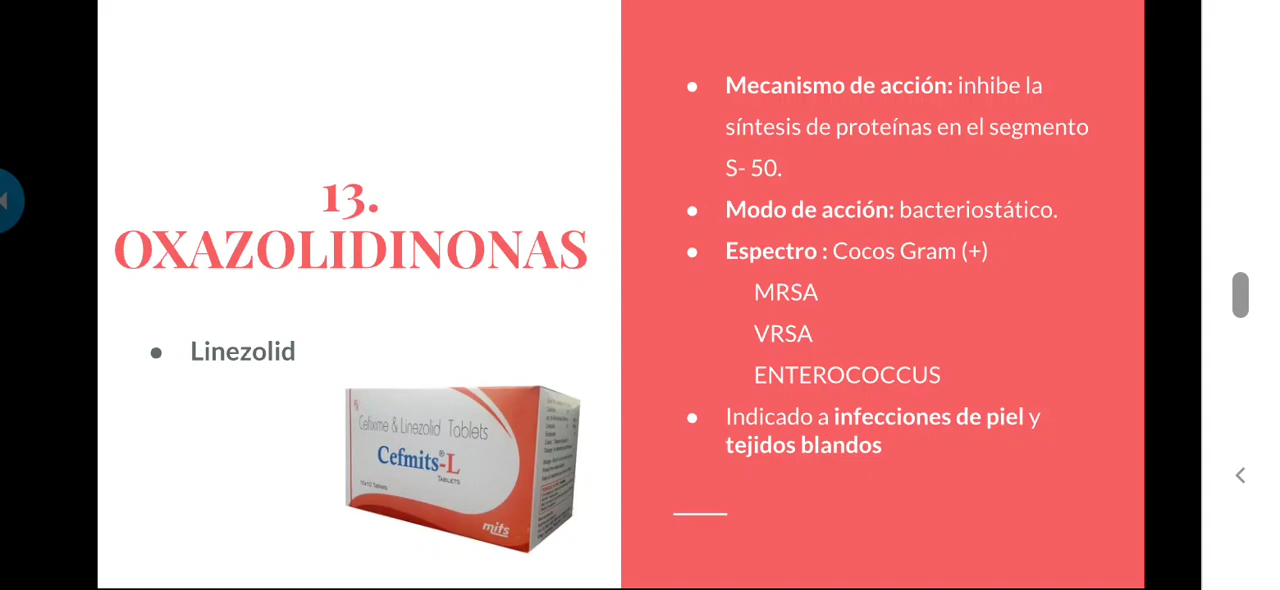 13.
OXAZOLIDINONAS
● Linezolid
Cefixime & Linezolid Tablets
Cefmits®-L
TABLETS
10x10 Tablets
mits
● Mecanismo de acción: inhibe la
síntesis de proteínas en el segmento
S- 50.
● Modo de acción: bacteriostático.
● Espectro : Cocos Gram (+)
MRSA
VRSA
ENTEROCOCCUS
● Indicado a infecciones de piel y
tejidos blandos